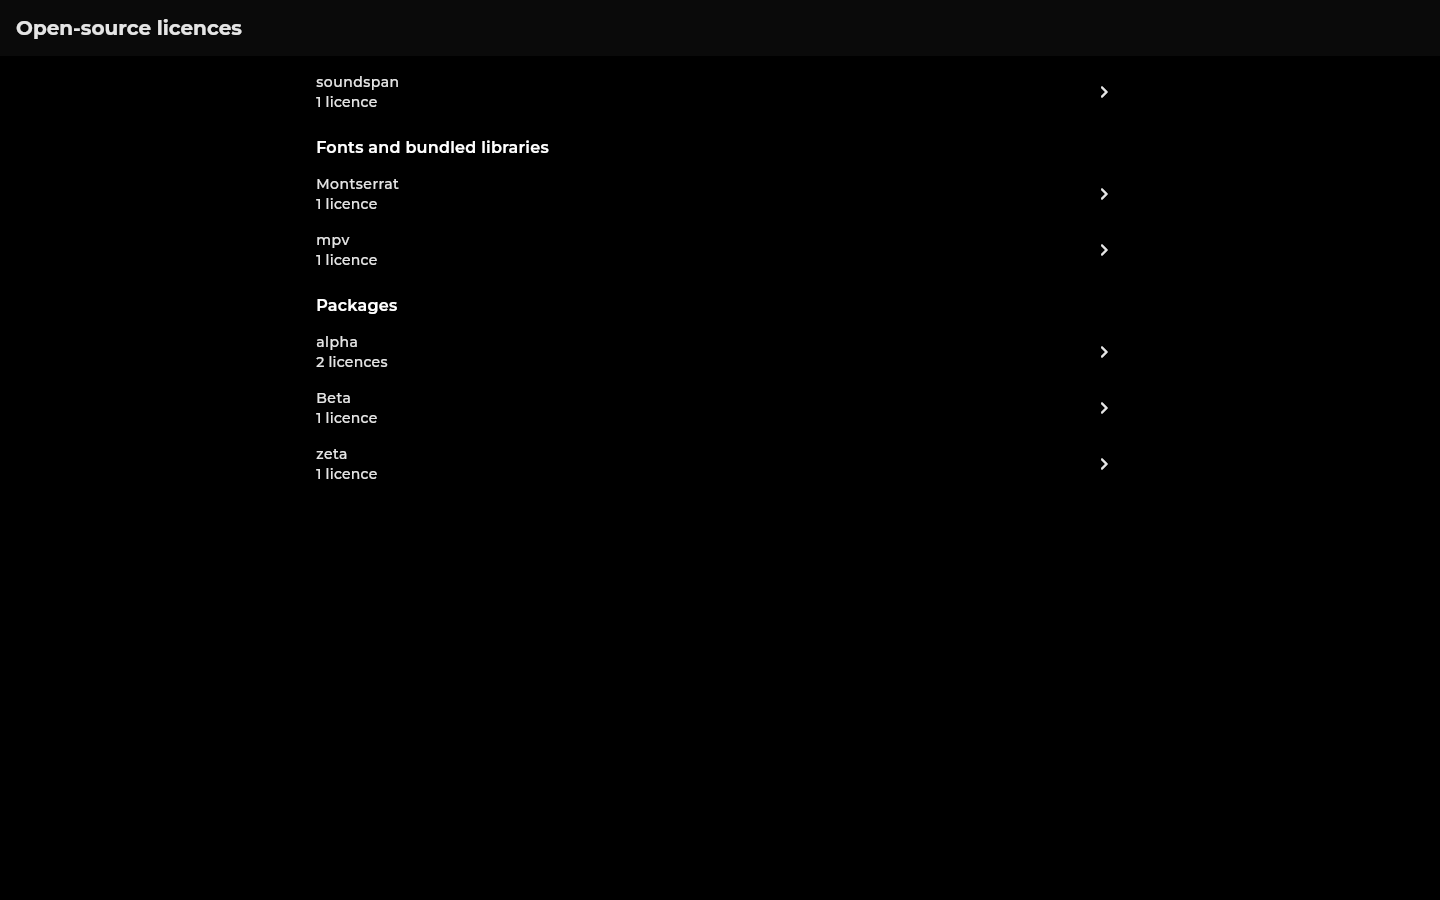 Open-source licences
soundspan
1 licence
Fonts and bundled libraries
Montserrat
1 licence
mpv
1 licence
Packages
alpha
2 licences
Beta
1 licence
zeta
1 licence